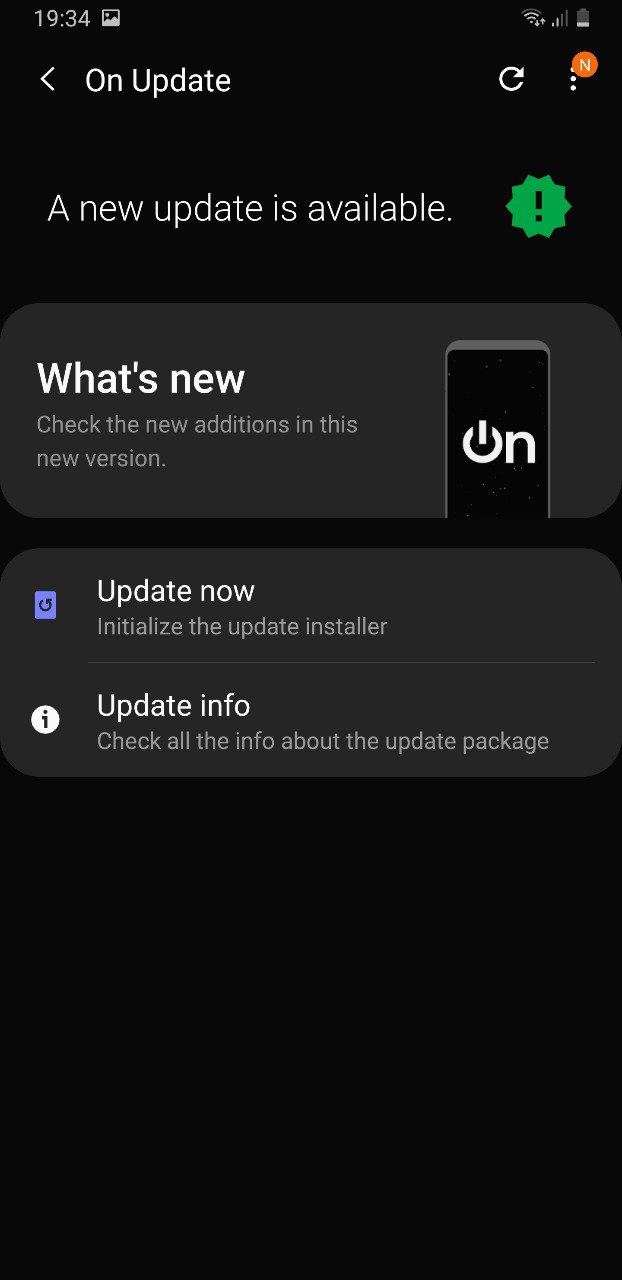 19:34
On Update
N
A new update is available.
What's new
Check the new additions in this
new version.
On
Update now
Initialize the update installer
Update info
Check all the info about the update package